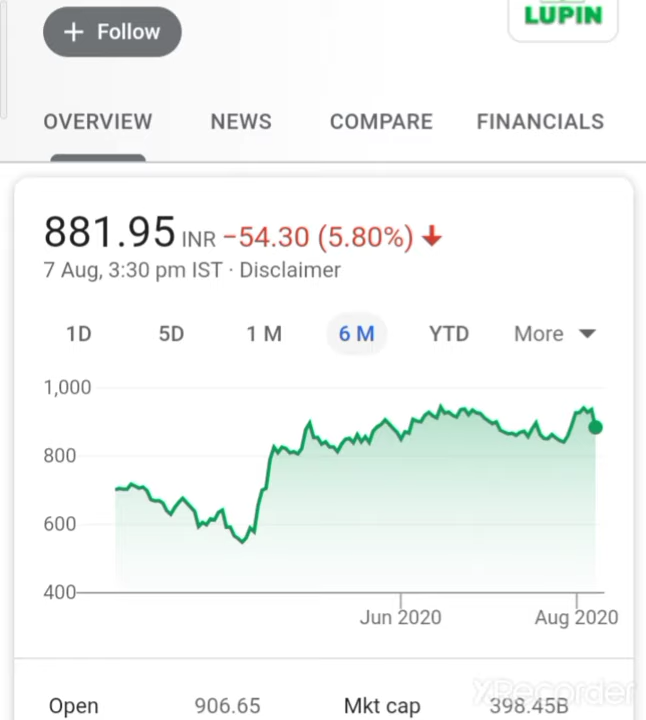 + Follow
LUPIN
OVERVIEW NEWS COMPARE FINANCIALS
881.95 INR −54.30 (5.80%)
7 Aug, 3:30 pm IST · Disclaimer
1D 5D 1 M 6 M YTD More
1,000
800
600
400
Jun 2020 Aug 2020
Open 906.65 Mkt cap 398.45B
XRecorder